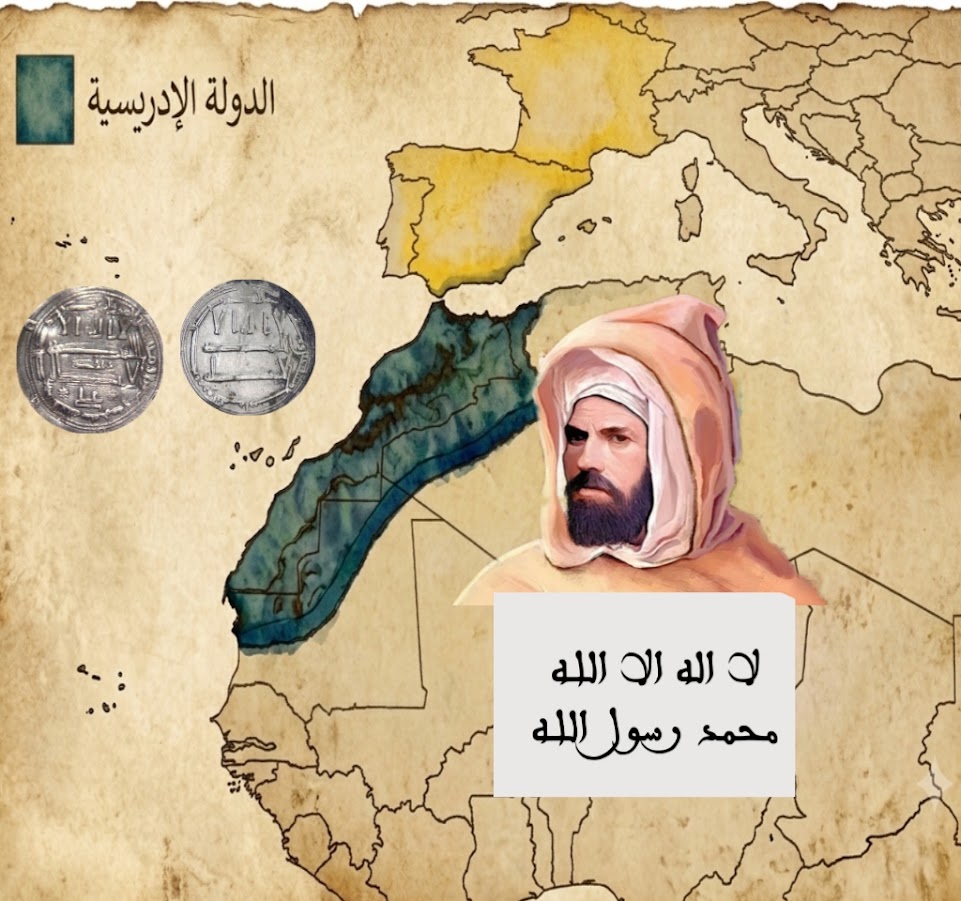 الدولة الإدريسية
لا اله الا الله
محمد رسول الله